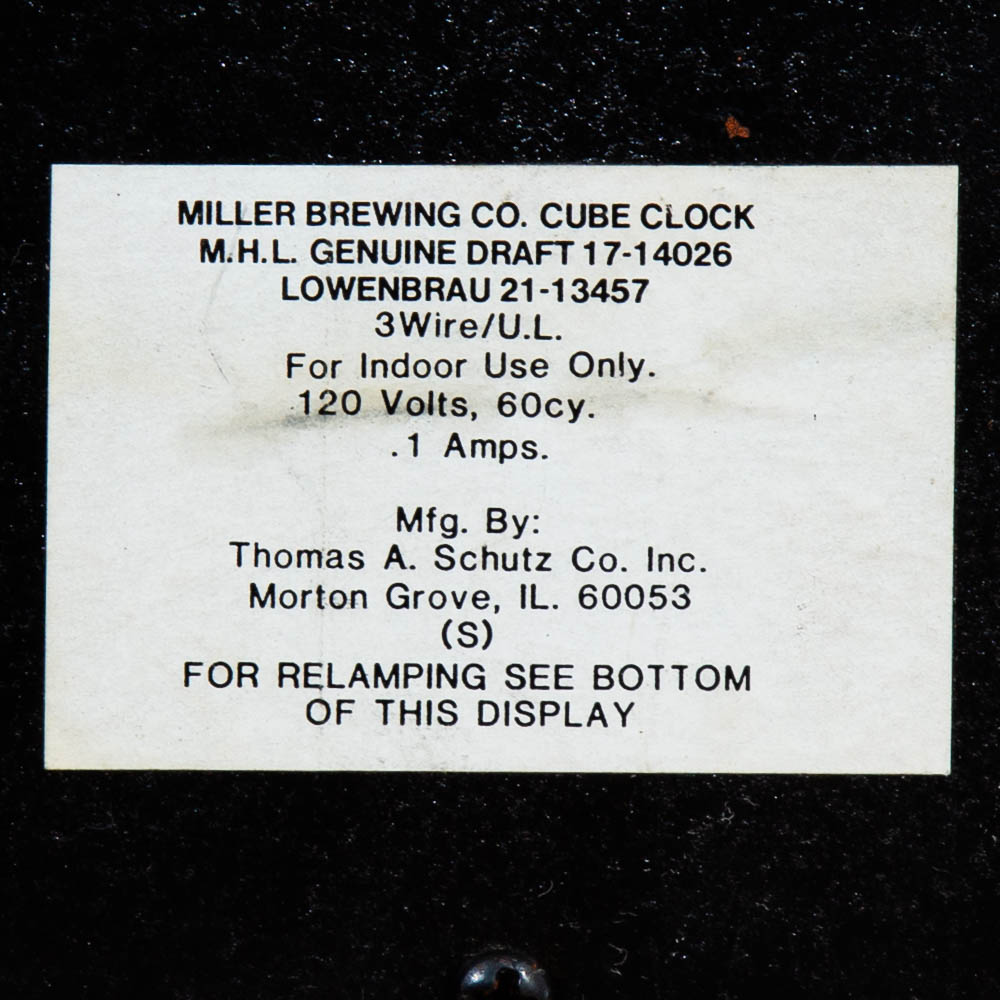 MILLER BREWING CO. CUBE CLOCK
M.H.L. GENUINE DRAFT 17-14026
LOWENBRAU 21-13457
3Wire/U.L.
For Indoor Use Only.
120 Volts, 60cy.
.1 Amps.
Mfg. By:
Thomas A. Schutz Co. Inc.
Morton Grove, IL. 60053
(S)
FOR RELAMPING SEE BOTTOM
OF THIS DISPLAY